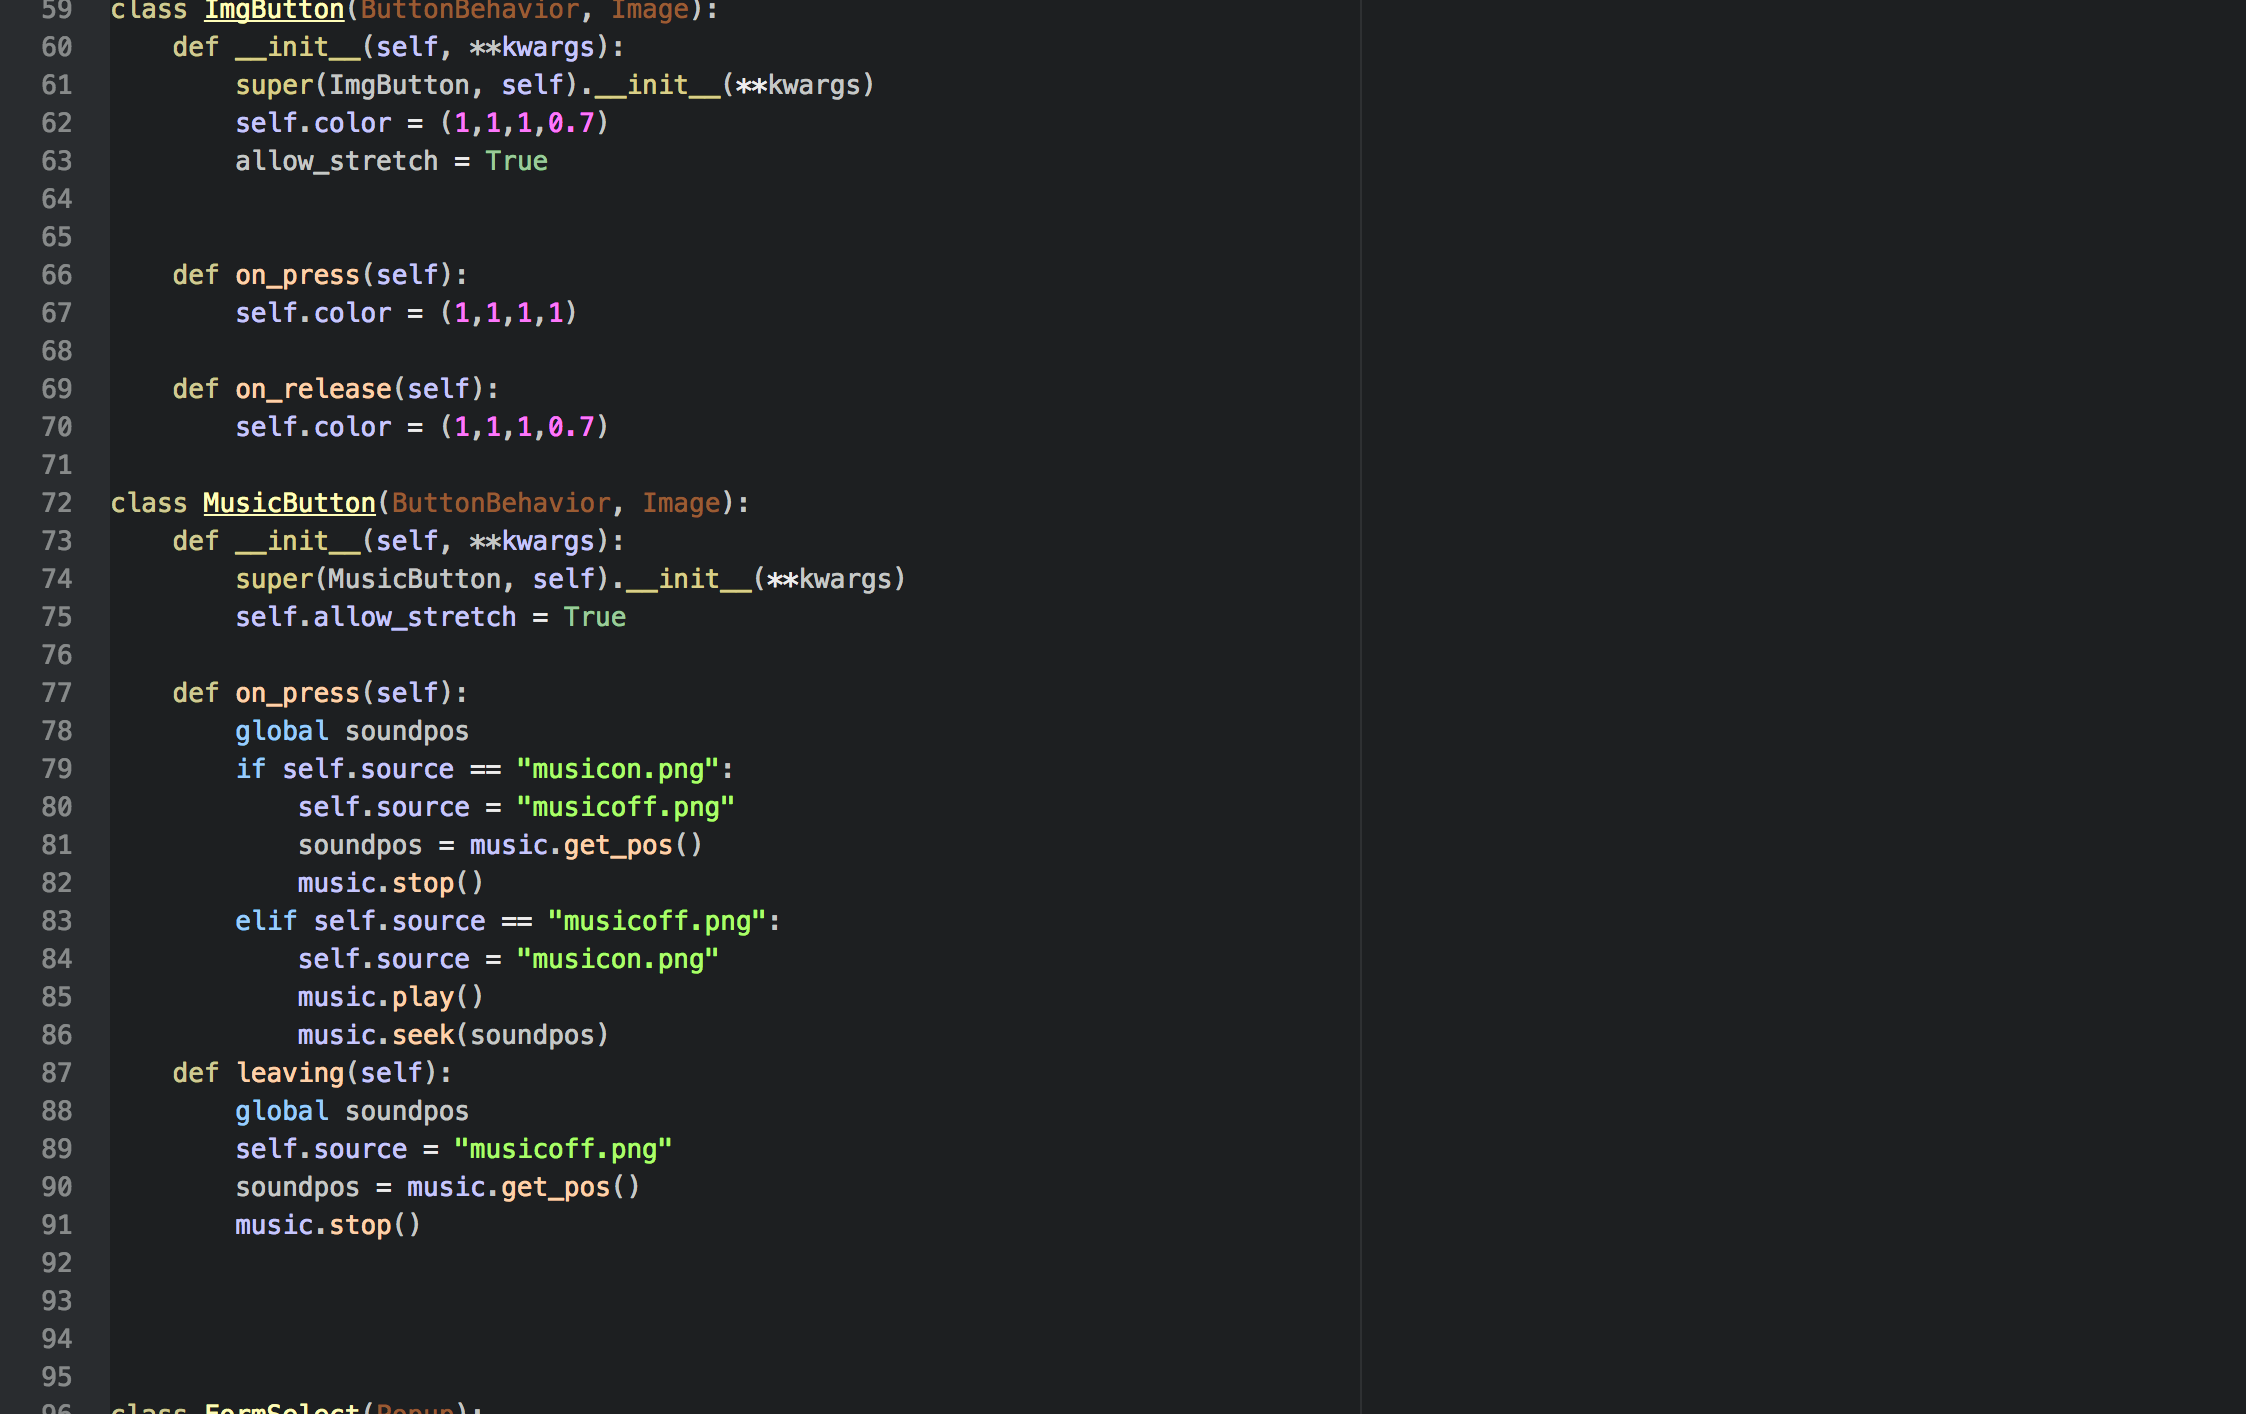 59 class ImgButton(ButtonBehavior, Image):
60     def __init__(self, **kwargs):
61         super(ImgButton, self).__init__(**kwargs)
62         self.color = (1,1,1,0.7)
63         allow_stretch = True
64
65
66     def on_press(self):
67         self.color = (1,1,1,1)
68
69     def on_release(self):
70         self.color = (1,1,1,0.7)
71
72 class MusicButton(ButtonBehavior, Image):
73     def __init__(self, **kwargs):
74         super(MusicButton, self).__init__(**kwargs)
75         self.allow_stretch = True
76
77     def on_press(self):
78         global soundpos
79         if self.source == "musicon.png":
80             self.source = "musicoff.png"
81             soundpos = music.get_pos()
82             music.stop()
83         elif self.source == "musicoff.png":
84             self.source = "musicon.png"
85             music.play()
86             music.seek(soundpos)
87     def leaving(self):
88         global soundpos
89         self.source = "musicoff.png"
90         soundpos = music.get_pos()
91         music.stop()
92
93
94
95
96 class FormSelect(Popup):